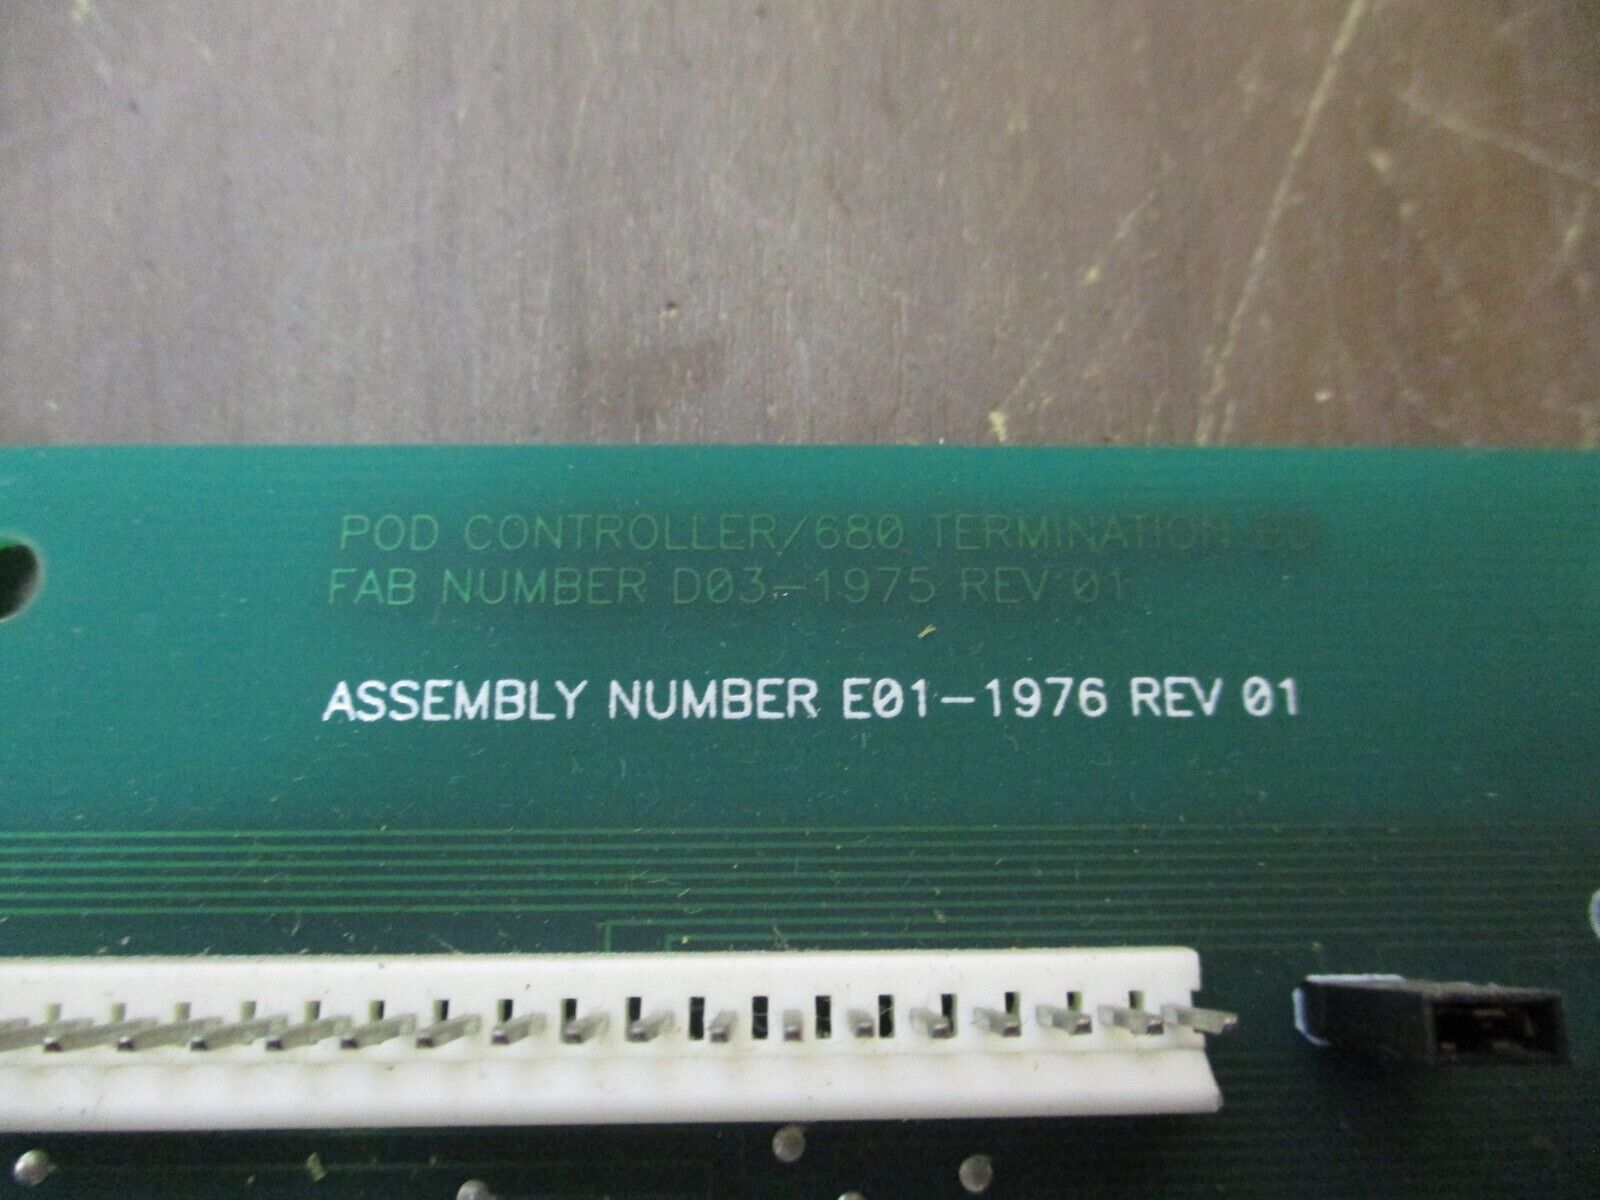 POD CONTROLLER/680 TERMINATION
FAB NUMBER D03-1975 REV 01
ASSEMBLY NUMBER E01-1976 REV 01